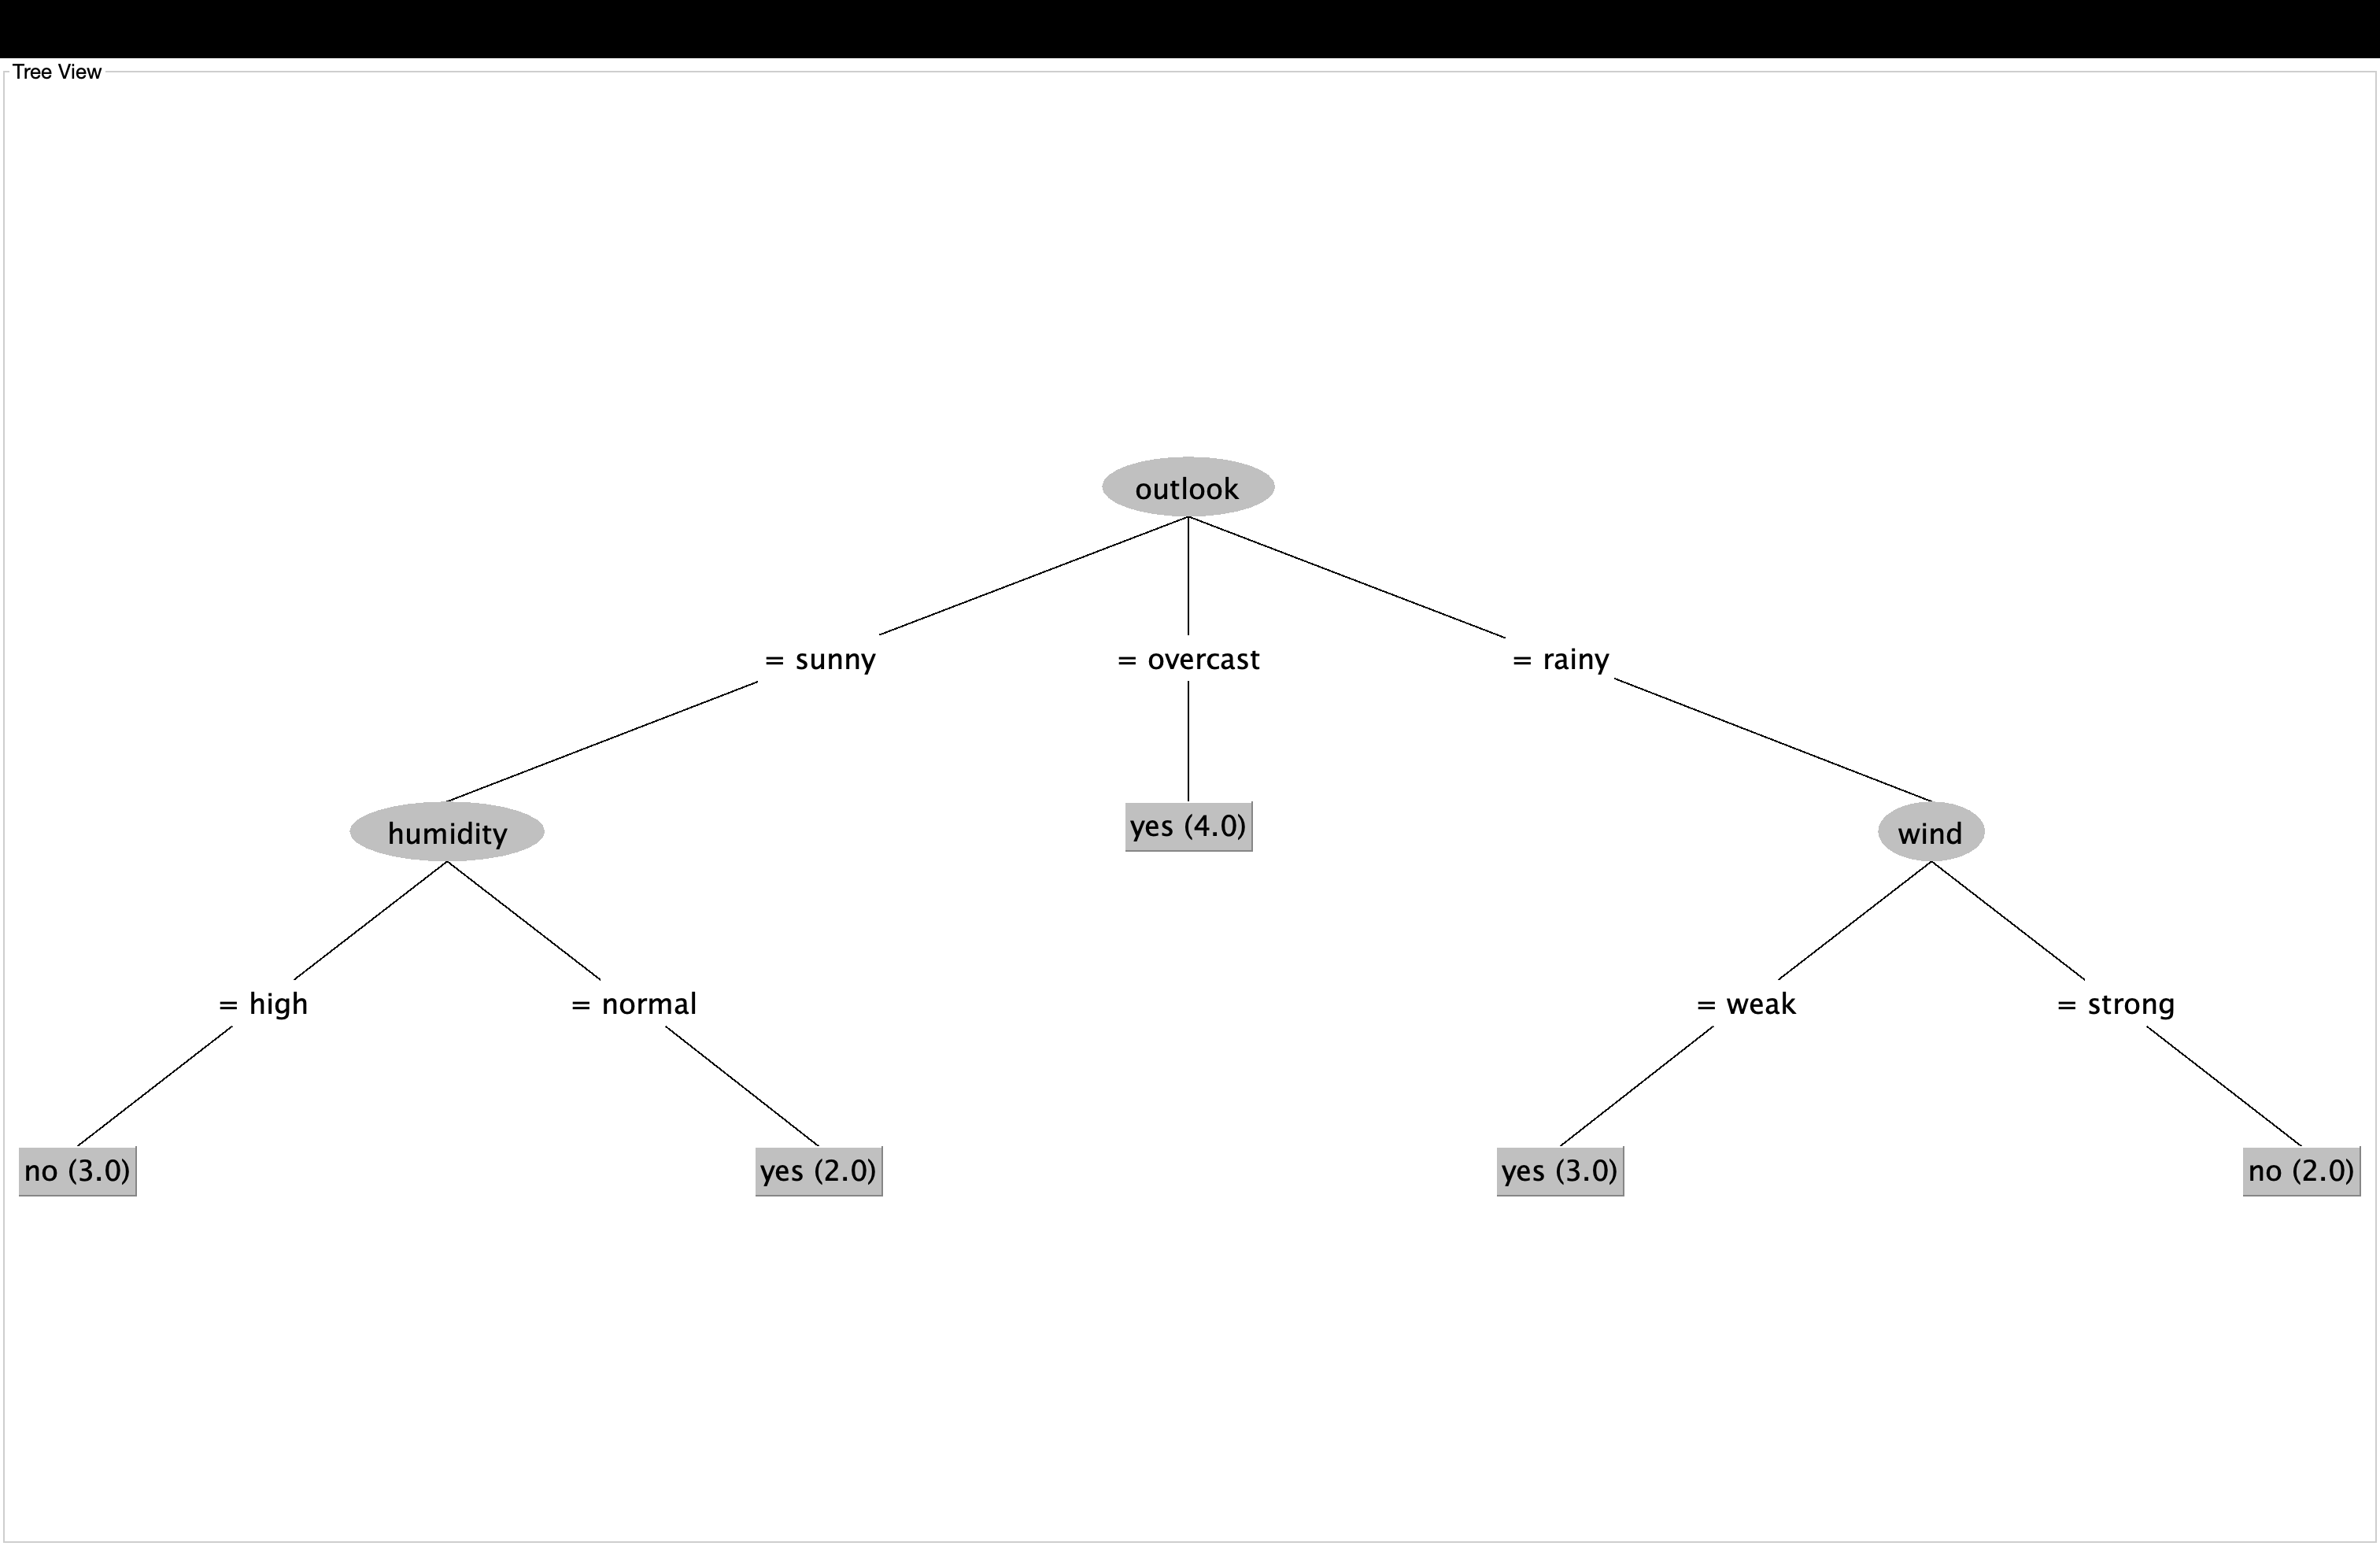 Tree View
outlook
= sunny
= overcast
= rainy
humidity
yes (4.0)
wind
= high
= normal
= weak
= strong
no (3.0)
yes (2.0)
yes (3.0)
no (2.0)